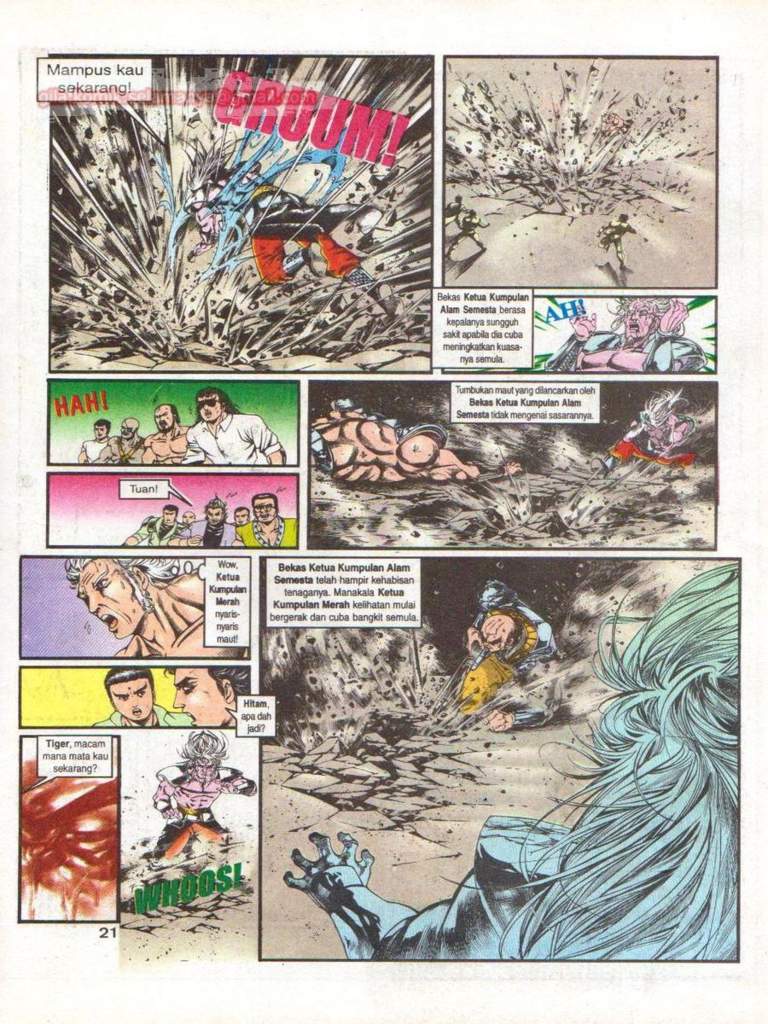 Mampus kau
sekarang!
GROUM!
Bekas Ketua Kumpulan
Alam Semesta berasa
kepalanya sungguh
sakit apabila dia cuba
meningkatkan kuasa-
nya semula.
AH!
HAH!
Tumbukan maut yang dilancarkan oleh
Bekas Ketua Kumpulan Alam
Semesta tidak mengenai sasarannya.
Tuan!
Wow,
Ketua
Kumpulan
Merah
nyaris-
nyaris
maut!
Bekas Ketua Kumpulan Alam
Semesta telah hampir kehabisan
tenaganya. Manakala Ketua
Kumpulan Merah kelihatan mulai
bergerak dan cuba bangkit semula.
Hitam,
apa dah
jadi?
Tiger, macam
mana mata kau
sekarang?
WHOOS!
21